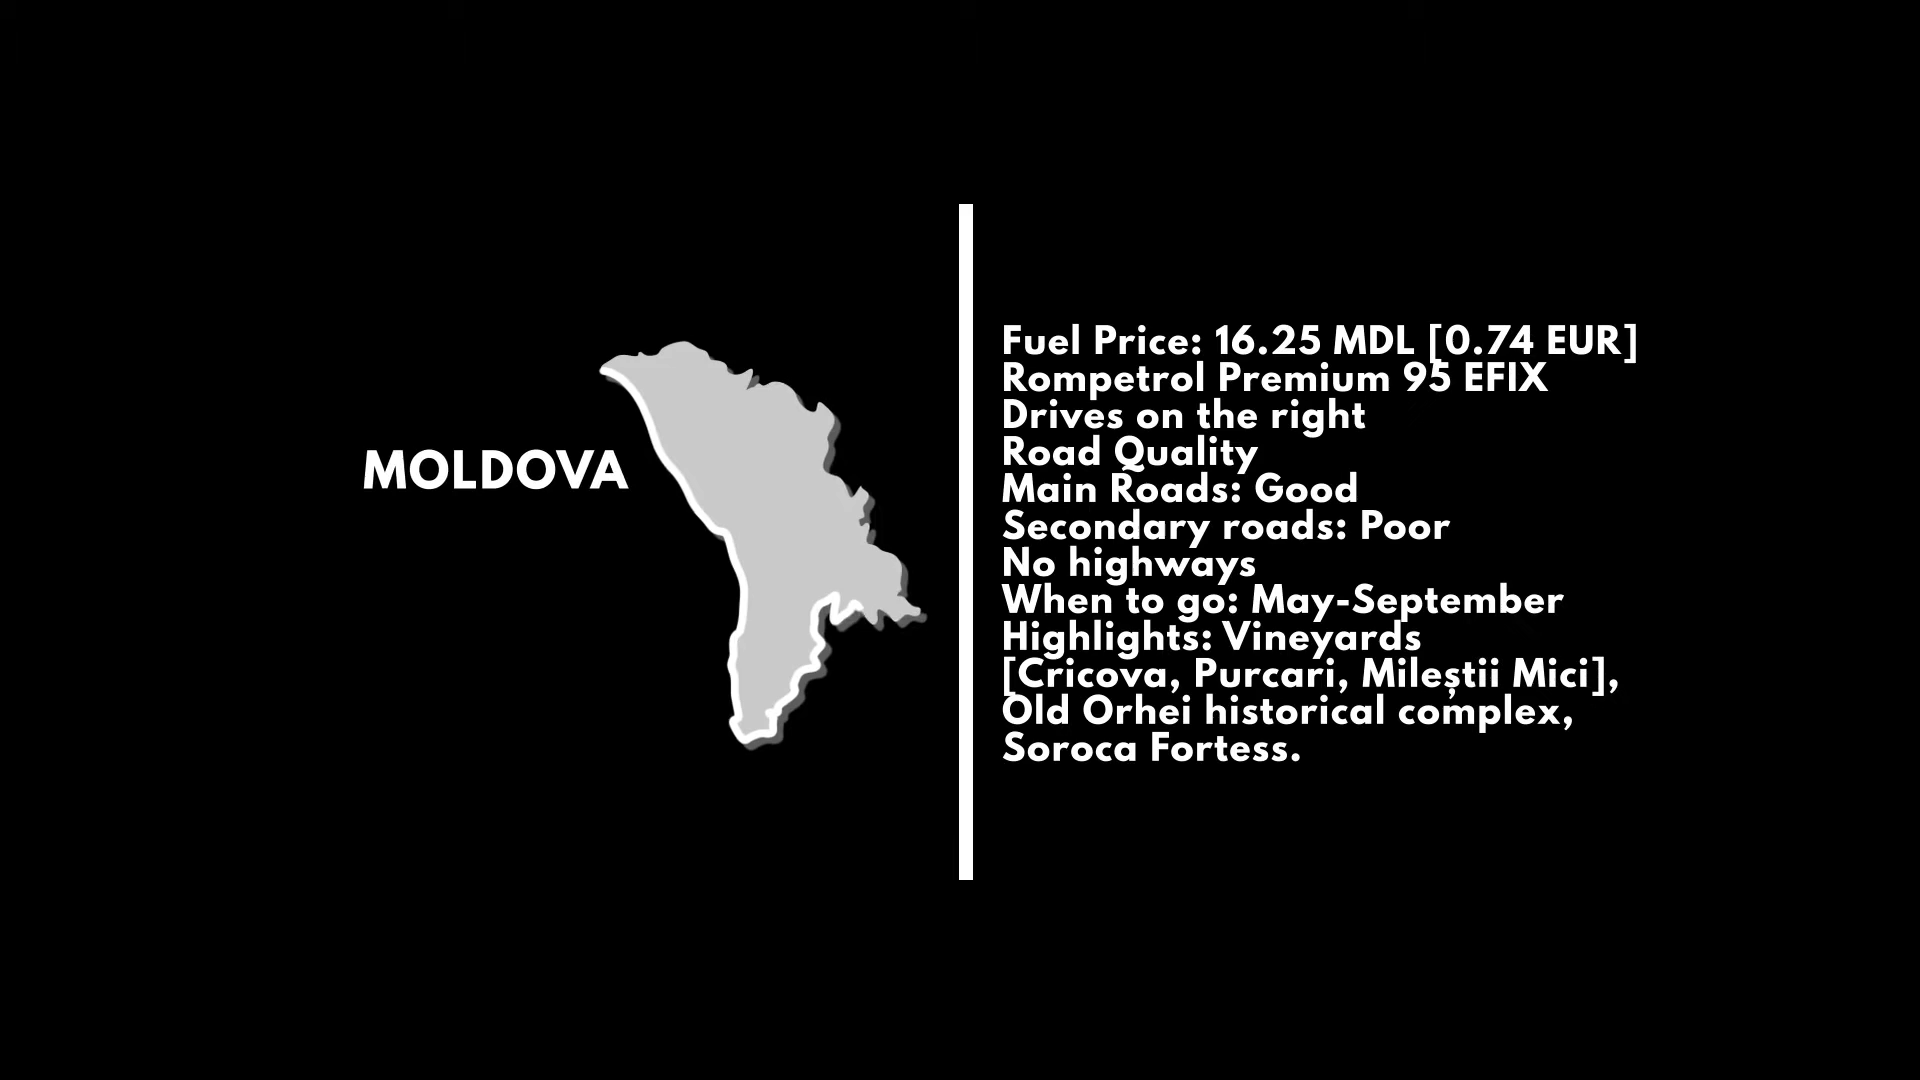 MOLDOVA
Fuel Price: 16.25 MDL [0.74 EUR]
Rompetrol Premium 95 EFIX
Drives on the right
Road Quality
Main Roads: Good
Secondary roads: Poor
No highways
When to go: May-September
Highlights: Vineyards
[Cricova, Purcari, Mileștii Mici],
Old Orhei historical complex,
Soroca Fortess.